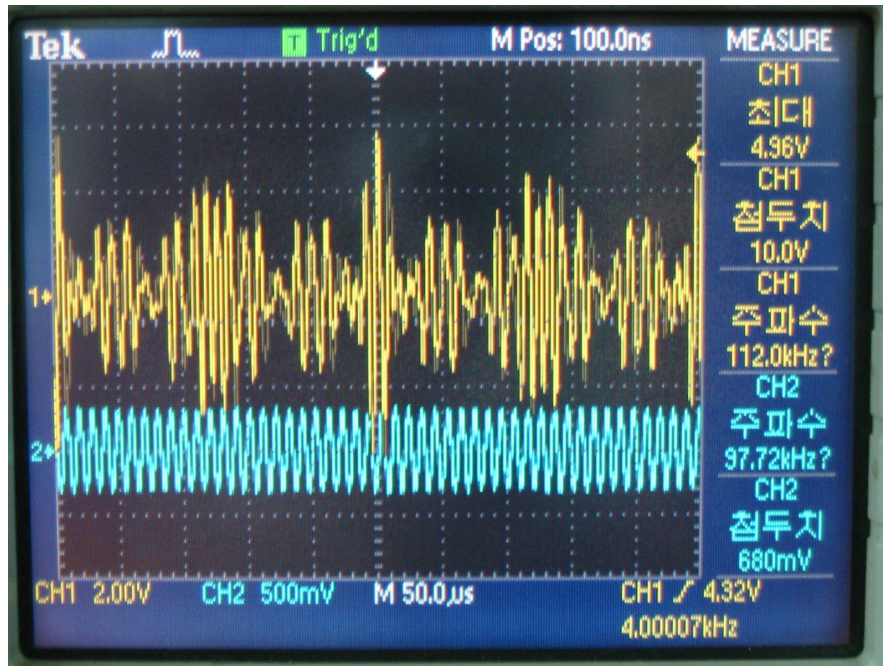 Tek T Trig'd M Pos: 100.0ns MEASURE
CH1
최대
4.96V
CH1
첨두치
10.0V
CH1
주파수
112.0kHz?
CH2
주파수
97.72kHz?
CH2
첨두치
680mV
1
2
CH1 2.00V CH2 500mV M 50.0µs CH1 4.32V
4.00007kHz